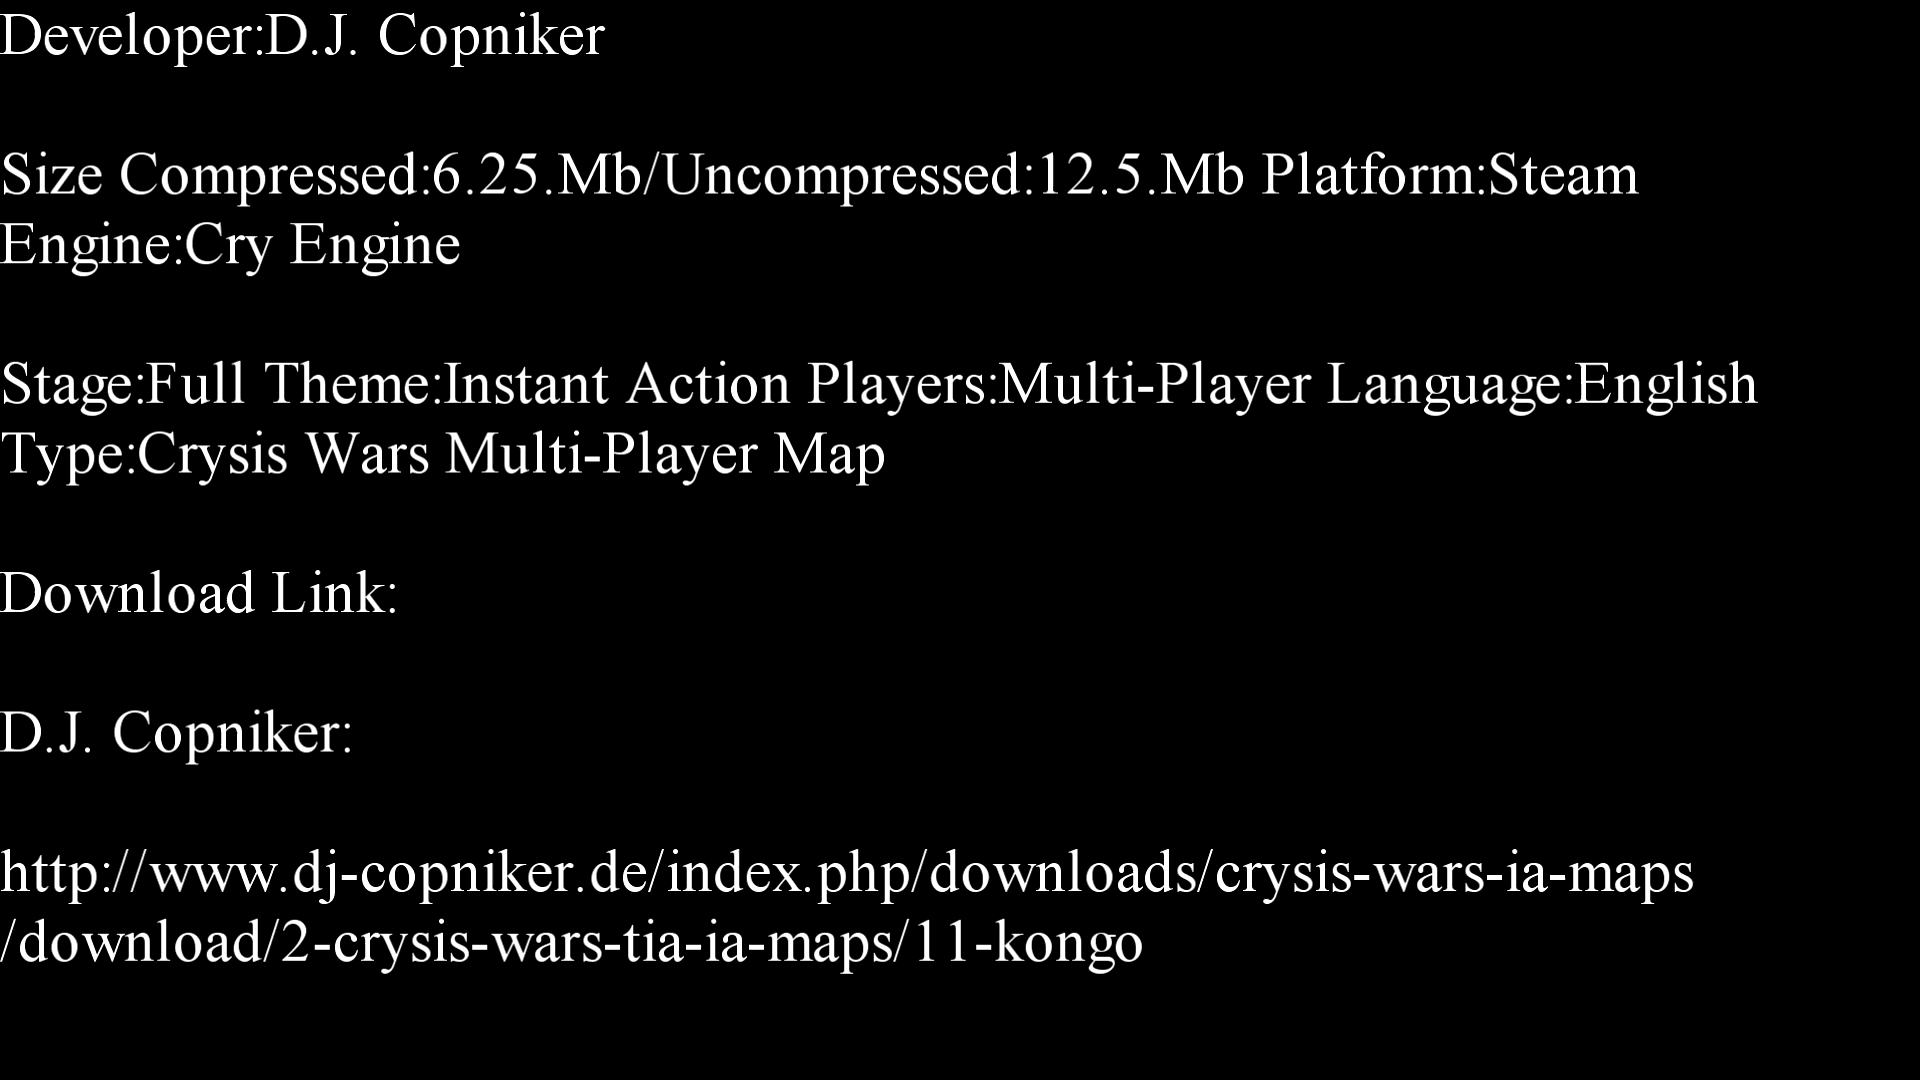 Developer:D.J. Copniker
Size Compressed:6.25.Mb/Uncompressed:12.5.Mb Platform:Steam
Engine:Cry Engine
Stage:Full Theme:Instant Action Players:Multi-Player Language:English
Type:Crysis Wars Multi-Player Map
Download Link:
D.J. Copniker:
http://www.dj-copniker.de/index.php/downloads/crysis-wars-ia-maps
/download/2-crysis-wars-tia-ia-maps/11-kongo